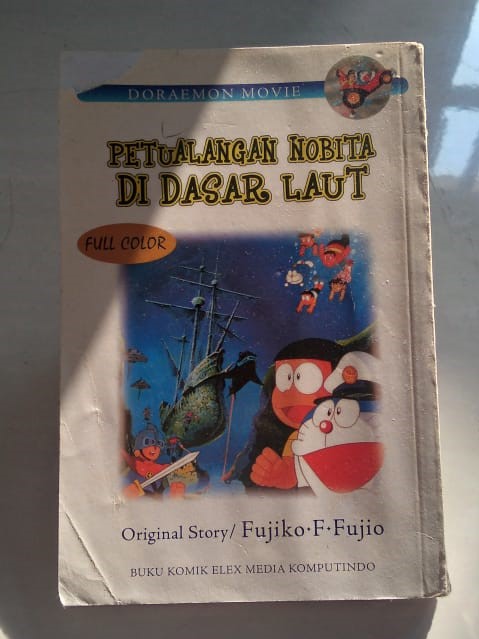 DORAEMON MOVIE
PETUALANGAN NOBITA
DI DASAR LAUT
FULL COLOR
Original Story/ Fujiko·F·Fujio
BUKU KOMIK ELEX MEDIA KOMPUTINDO